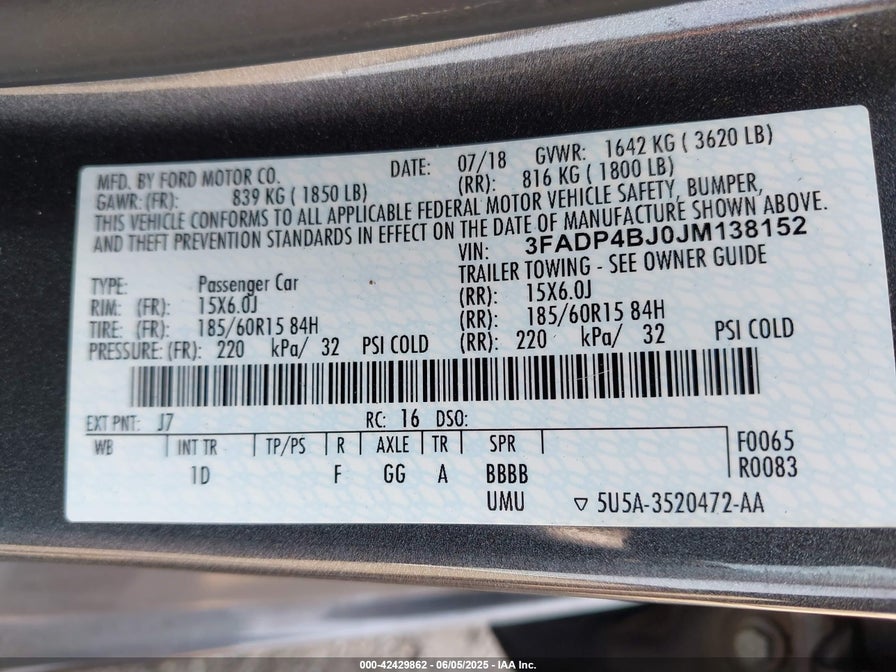 MFD. BY FORD MOTOR CO. DATE: 07/18 GVWR: 1642 KG ( 3620 LB)
GAWR: (FR): 839 KG ( 1850 LB) (RR): 816 KG ( 1800 LB)
THIS VEHICLE CONFORMS TO ALL APPLICABLE FEDERAL MOTOR VEHICLE SAFETY, BUMPER,
AND THEFT PREVENTION STANDARDS IN EFFECT ON THE DATE OF MANUFACTURE SHOWN ABOVE.
VIN: 3FADP4BJ0JM138152
TYPE: Passenger Car TRAILER TOWING - SEE OWNER GUIDE
RIM: (FR): 15X6.0J (RR): 15X6.0J
TIRE: (FR): 185/60R15 84H (RR): 185/60R15 84H
PRESSURE: (FR): 220 kPa/ 32 PSI COLD (RR): 220 kPa/ 32 PSI COLD
EXT PNT: J7 RC: 16 DSO:
WB INT TR TP/PS R AXLE TR SPR F0065
1D F GG A BBBB R0083
UMU ▽ 5U5A-3520472-AA
000-42429862 - 06/05/2025 - IAA Inc.